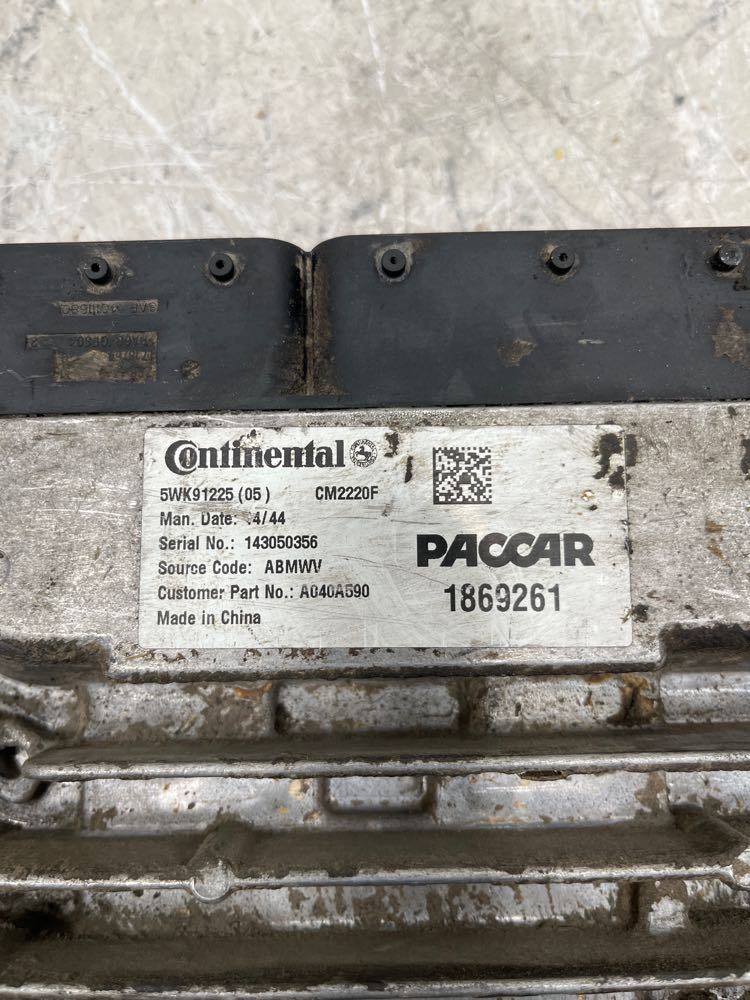 Continental
5WK91225 (05) CM2220F
Man. Date: 4/44
Serial No.: 143050356
Source Code: ABMWV
Customer Part No.: A040A590
Made in China
PACCAR
1869261